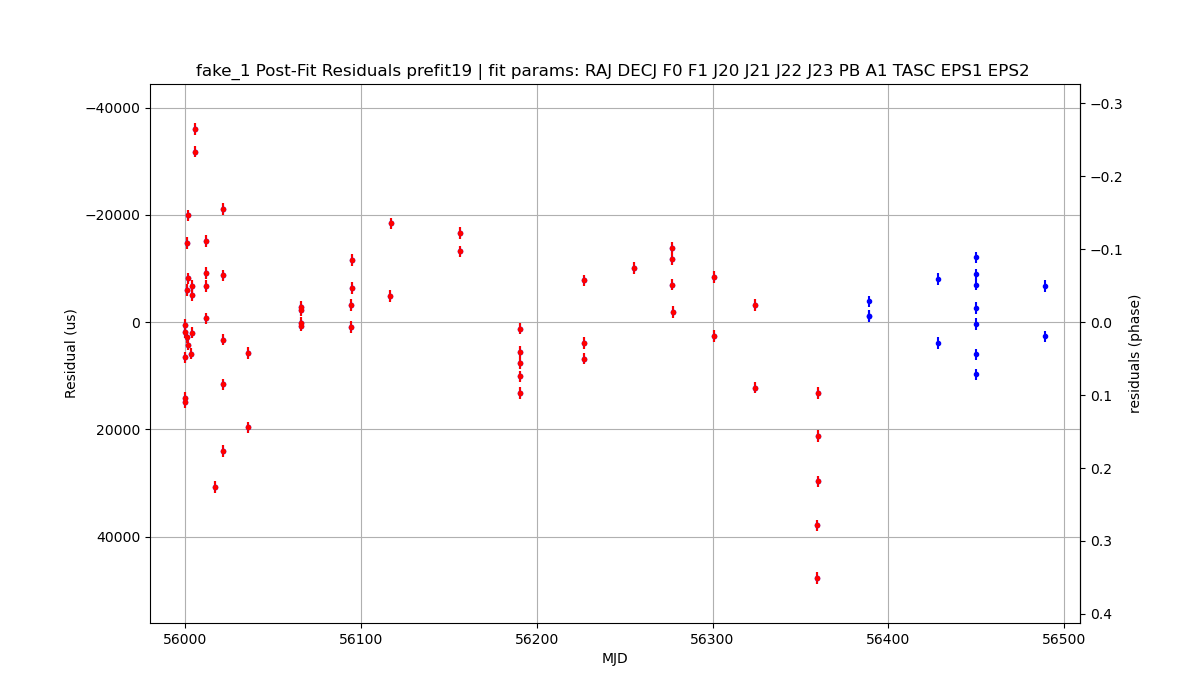 fake_1 Post-Fit Residuals prefit19 | fit params: RAJ DECJ F0 F1 J20 J21 J22 J23 PB A1 TASC EPS1 EPS2
−40000
−20000
0
20000
40000
Residual (us)
−0.3
−0.2
−0.1
0.0
0.1
0.2
0.3
0.4
residuals (phase)
56000 56100 56200 56300 56400 56500
MJD